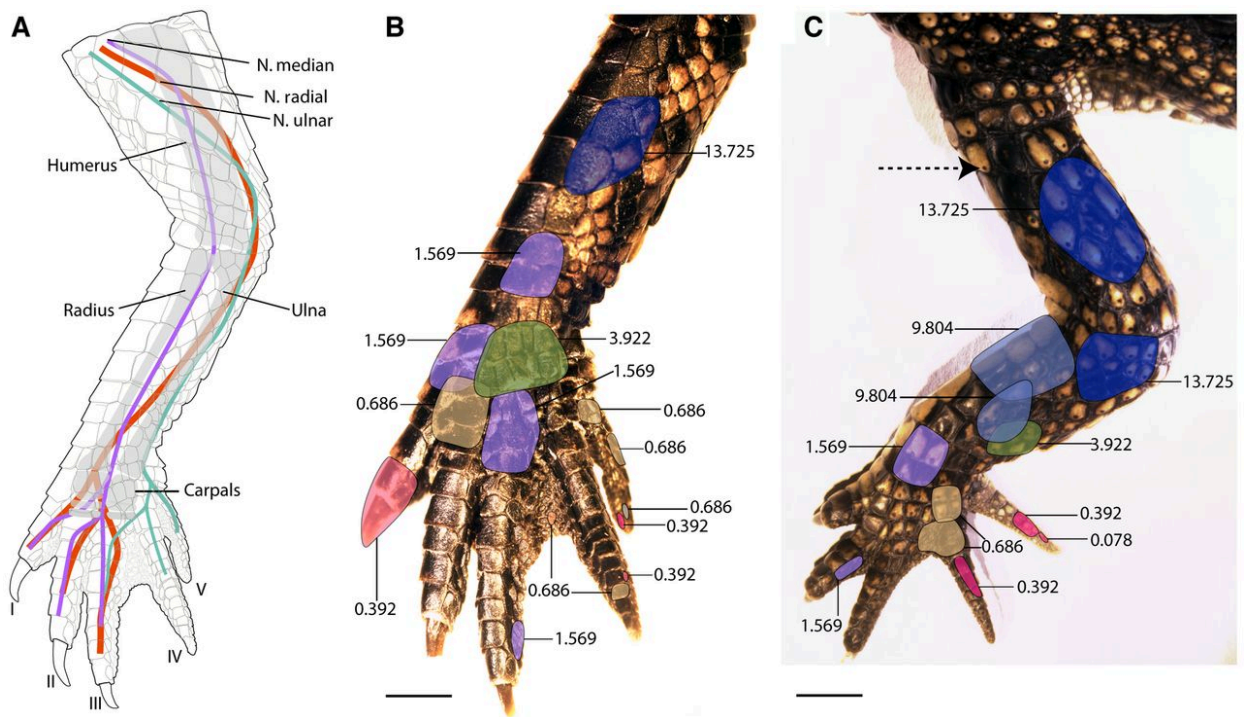 A
N. median
N. radial
N. ulnar
Humerus
Radius
Ulna
Carpals
I
II
III
IV
V
B
13.725
1.569
1.569
3.922
1.569
0.686
0.686
0.686
0.686
0.392
0.392
0.686
0.392
1.569
C
13.725
9.804
9.804
13.725
1.569
3.922
0.392
0.078
0.686
0.392
1.569